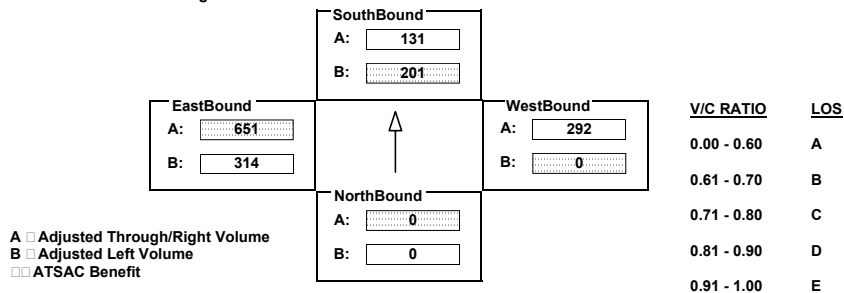 SouthBound
A: 131
B: 201
EastBound
A: 651
B: 314
WestBound
A: 292
B: 0
NorthBound
A: 0
B: 0
A □ Adjusted Through/Right Volume
B □ Adjusted Left Volume
□□ ATSAC Benefit
V/C RATIO LOS
0.00 - 0.60 A
0.61 - 0.70 B
0.71 - 0.80 C
0.81 - 0.90 D
0.91 - 1.00 E